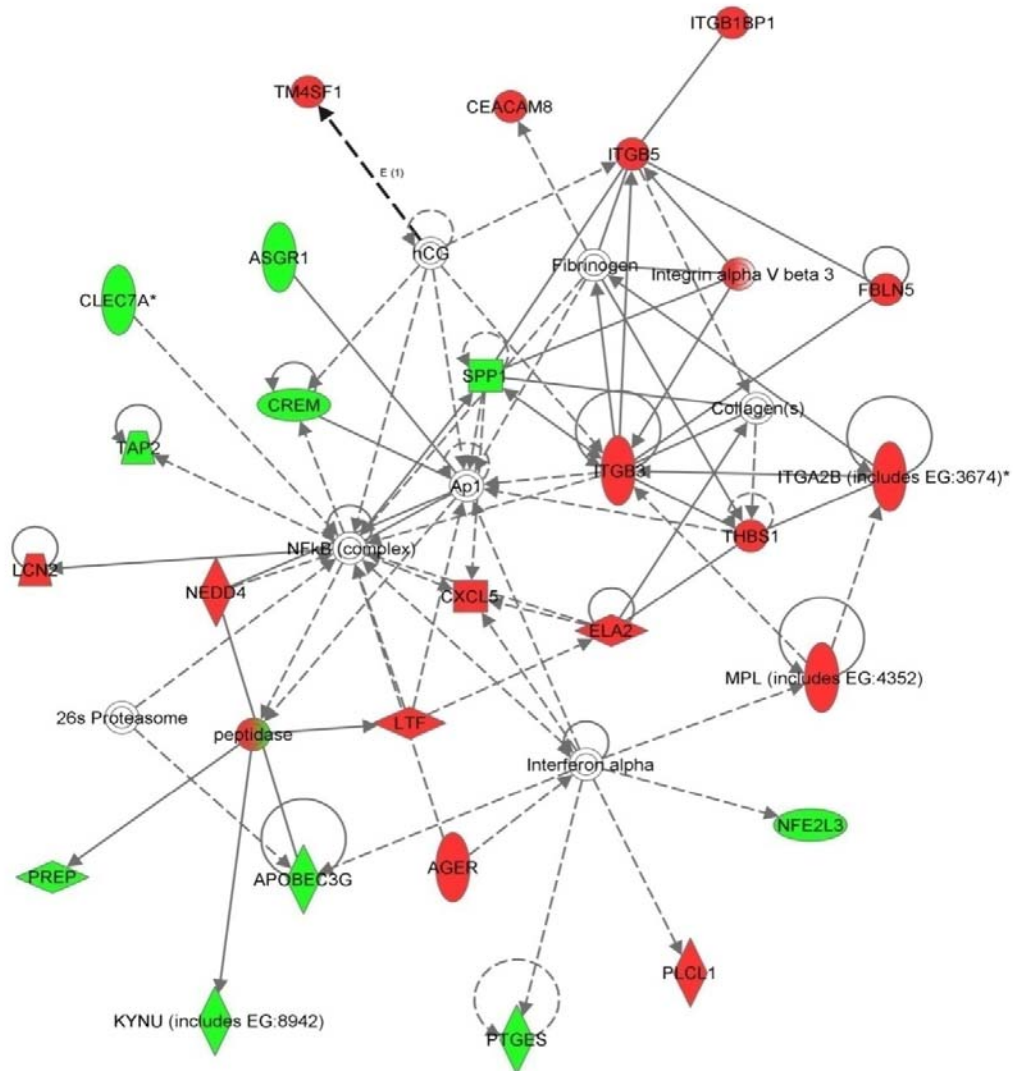 ITGB1BP1
TM4SF1
CEACAM8
ITGB5
E (1)
hCG
ASGR1
Fibrinogen
Integrin alpha V beta 3
FBLN5
CLEC7A*
SPP1
CREM
Collagen(s)
TAP2
ITGB3
ITGA2B (includes EG:3674)*
Ap1
THBS1
NFkB (complex)
LCN2
NEDD4
CXCL5
ELA2
MPL (includes EG:4352)
26s Proteasome
peptidase
LTF
Interferon alpha
NFE2L3
PREP
APOBEC3G
AGER
PLCL1
KYNU (includes EG:8942)
PTGES